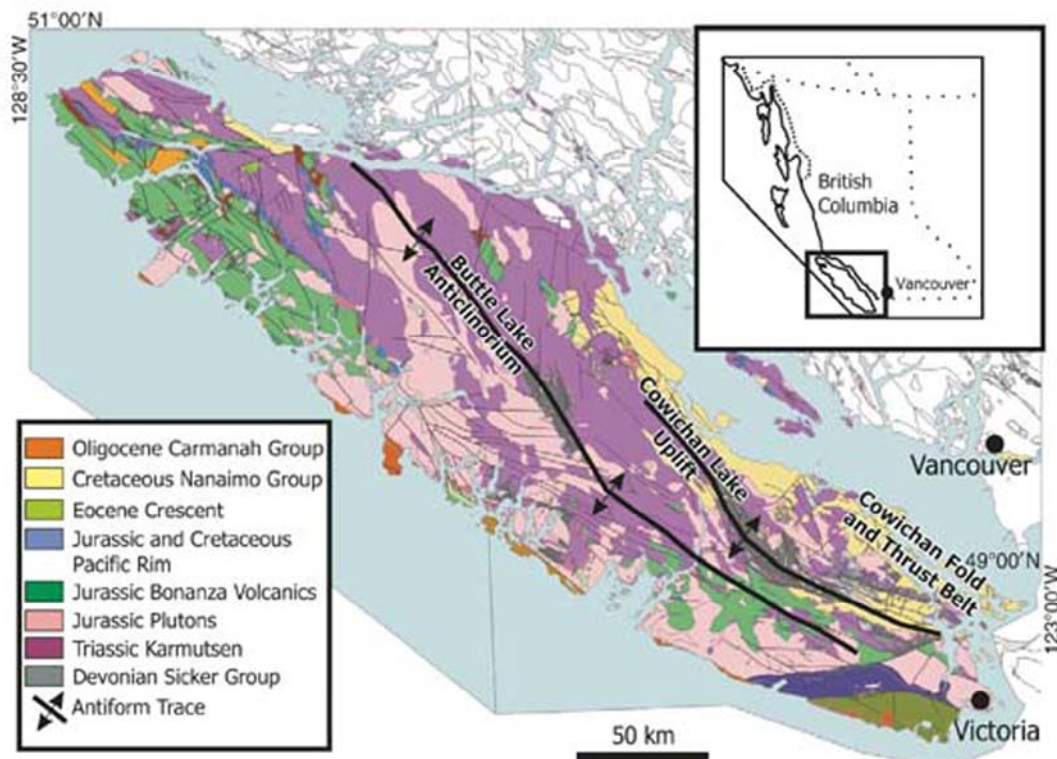 51°00'N
128°30'W
British
Columbia
Vancouver
Buttle Lake
Anticlinorium
Cowichan Lake
Uplift
Vancouver
Cowichan Fold
and Thrust Belt
49°00'N
123°00'W
Oligocene Carmanah Group
Cretaceous Nanaimo Group
Eocene Crescent
Jurassic and Cretaceous
Pacific Rim
Jurassic Bonanza Volcanics
Jurassic Plutons
Triassic Karmutsen
Devonian Sicker Group
Antiform Trace
50 km
Victoria